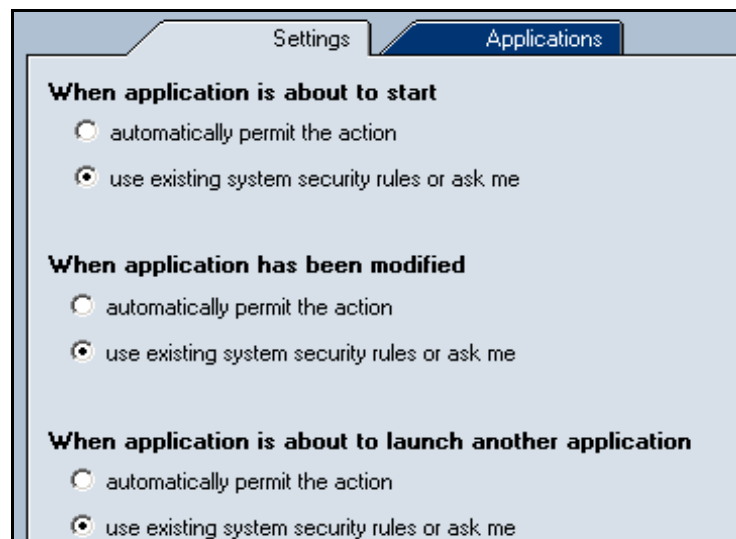 Settings
Applications
When application is about to start
automatically permit the action
use existing system security rules or ask me
When application has been modified
automatically permit the action
use existing system security rules or ask me
When application is about to launch another application
automatically permit the action
use existing system security rules or ask me